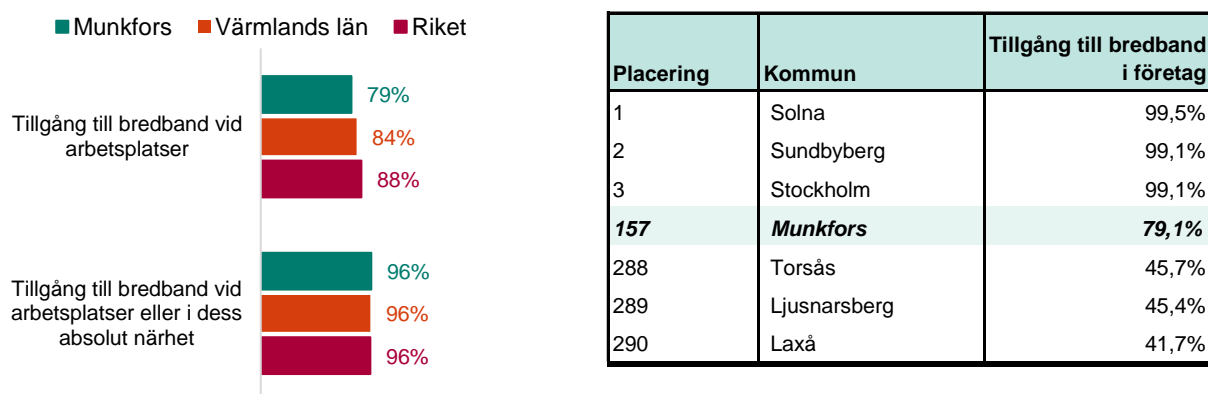 Munkfors Värmlands län Riket
Tillgång till bredband vid
arbetsplatser
79%
84%
88%
Tillgång till bredband vid
arbetsplatser eller i dess
absolut närhet
96%
96%
96%
Placering Kommun Tillgång till bredband
i företag
1 Solna 99,5%
2 Sundbyberg 99,1%
3 Stockholm 99,1%
157 Munkfors 79,1%
288 Torsås 45,7%
289 Ljusnarsberg 45,4%
290 Laxå 41,7%